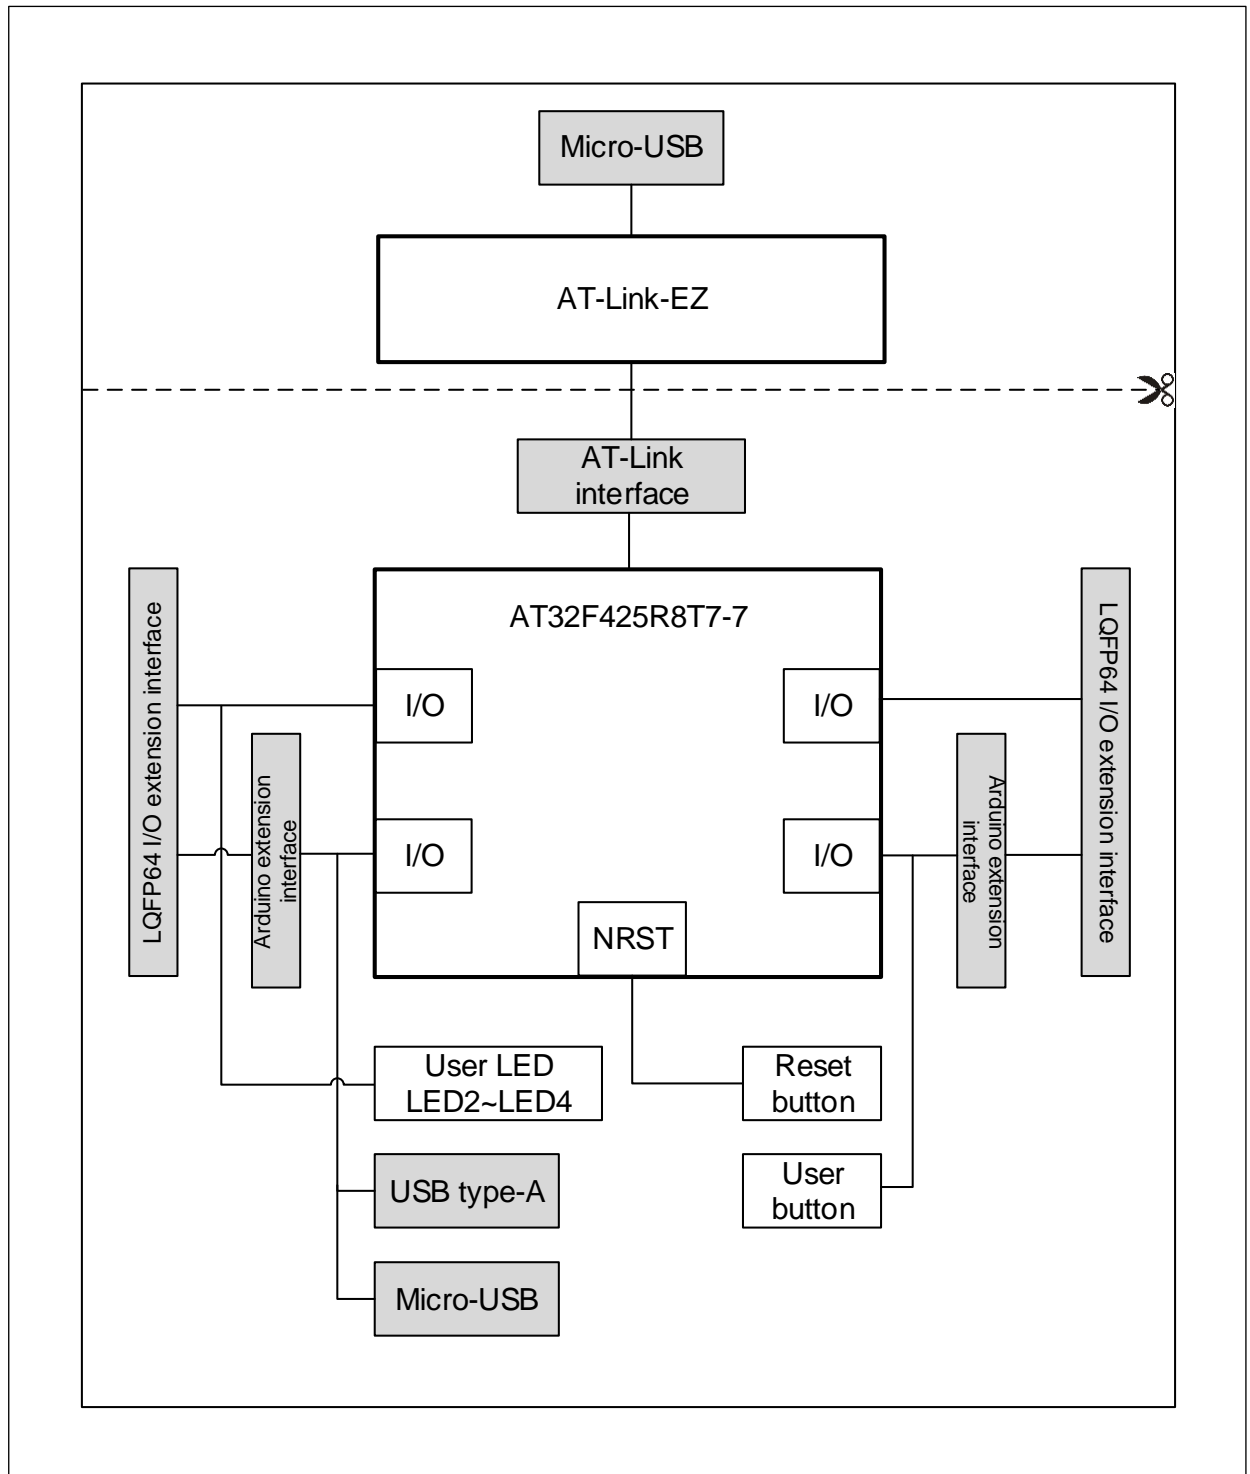 Micro-USB
AT-Link-EZ
AT-Link
interface
AT32F425R8T7-7
LQFP64 I/O extension interface
I/O
I/O
LQFP64 I/O extension interface
Arduino extension
interface
I/O
I/O
Arduino extension
interface
NRST
User LED
LED2~LED4
Reset
button
USB type-A
User
button
Micro-USB